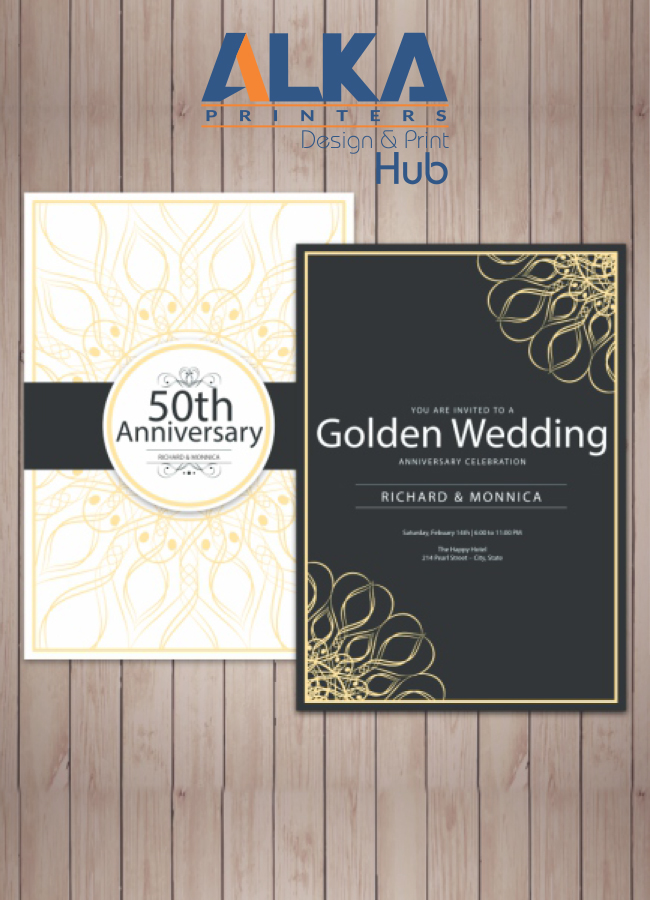 ALKA
PRINTERS
Design & Print
Hub
50th
Anniversary
RICHARD & MONNICA
YOU ARE INVITED TO A
Golden Wedding
ANNIVERSARY CELEBRATION
RICHARD & MONNICA
Saturday, Febuary 14th | 6:00 to 11:00 PM
The Happy Hotel
214 Pearl Street - City, State